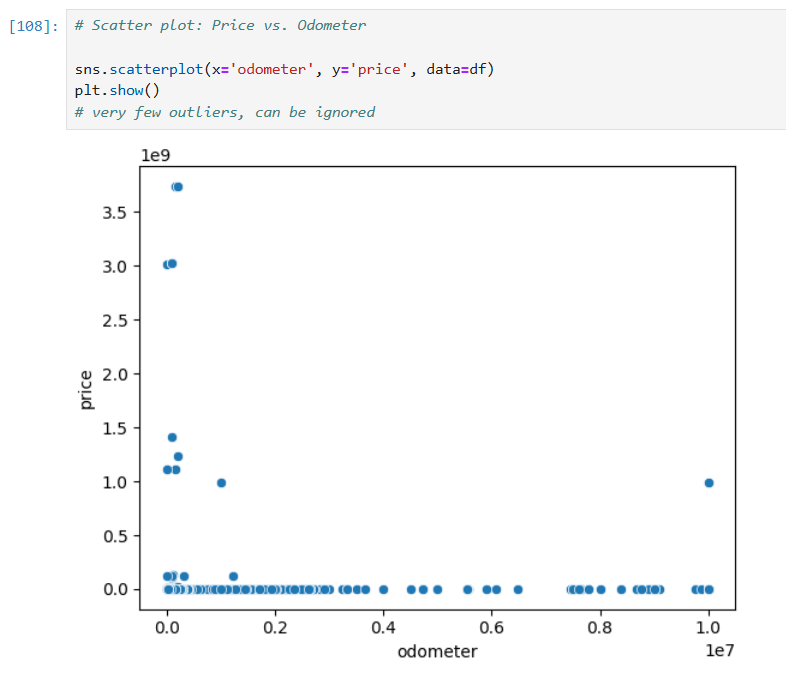 [108]: # Scatter plot: Price vs. Odometer
sns.scatterplot(x='odometer', y='price', data=df)
plt.show()
# very few outliers, can be ignored
1e9
3.5
3.0
2.5
2.0
1.5
1.0
0.5
0.0
price
0.0 0.2 0.4 0.6 0.8 1.0
odometer
1e7